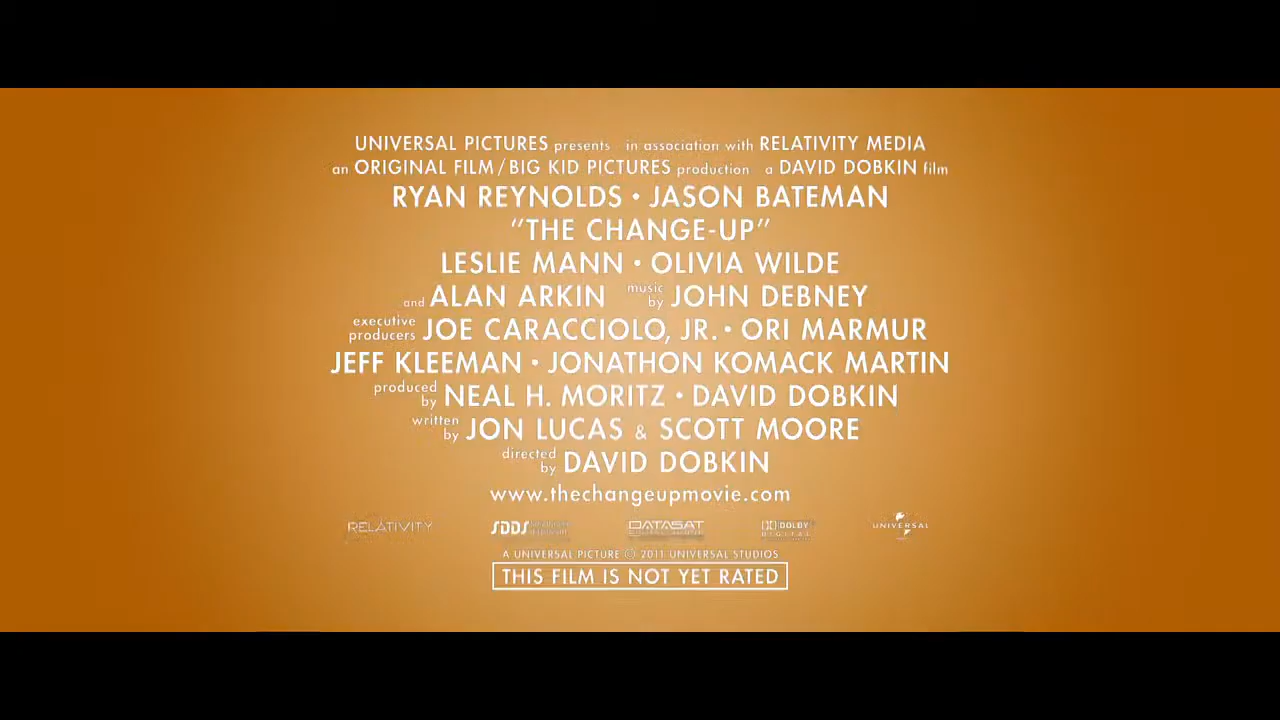 UNIVERSAL PICTURES presents in association with RELATIVITY MEDIA
an ORIGINAL FILM/BIG KID PICTURES production a DAVID DOBKIN film
RYAN REYNOLDS • JASON BATEMAN
"THE CHANGE-UP"
LESLIE MANN • OLIVIA WILDE
and ALAN ARKIN music by JOHN DEBNEY
executive producers JOE CARACCIOLO, JR. • ORI MARMUR
JEFF KLEEMAN • JONATHON KOMACK MARTIN
produced by NEAL H. MORITZ • DAVID DOBKIN
written by JON LUCAS & SCOTT MOORE
directed by DAVID DOBKIN
www.thechangeupmovie.com
RELATIVITY SDDS DATASAT DOLBY DIGITAL UNIVERSAL
A UNIVERSAL PICTURE © 2011 UNIVERSAL STUDIOS
THIS FILM IS NOT YET RATED